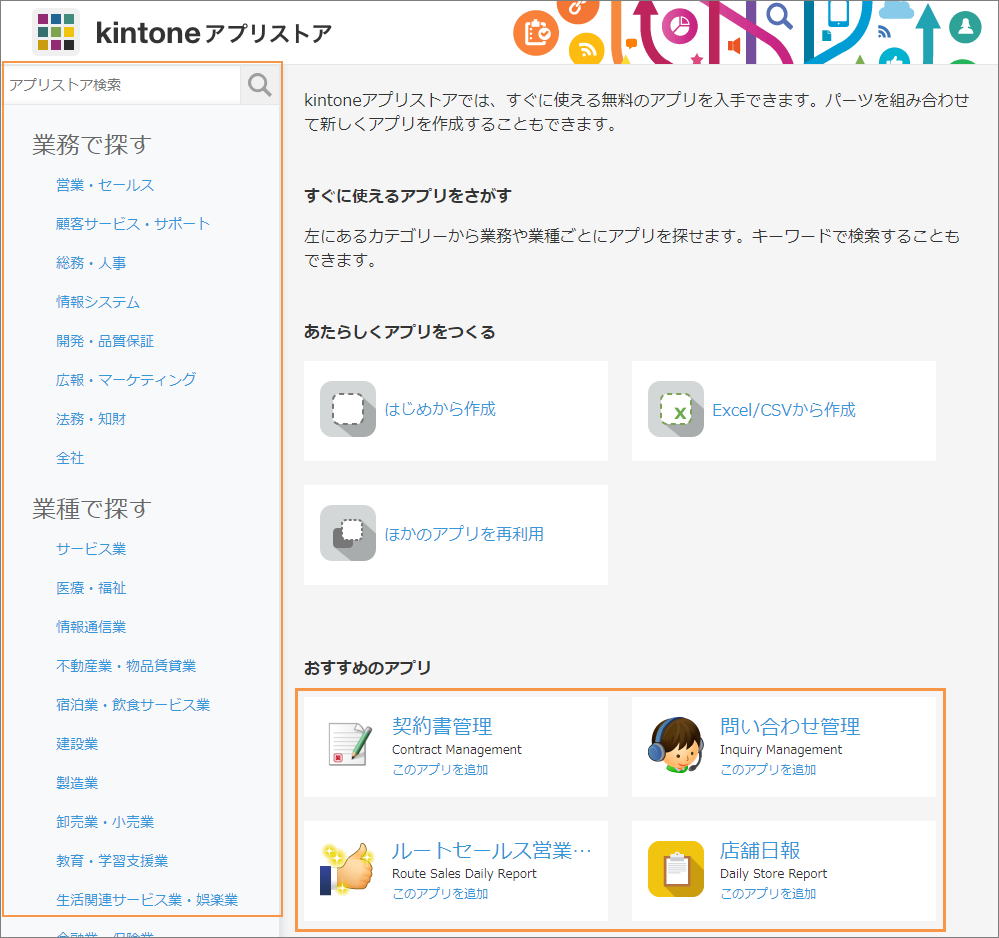 kintone アプリストア
アプリストア検索
業務で探す
営業・セールス
顧客サービス・サポート
総務・人事
情報システム
開発・品質保証
広報・マーケティング
法務・知財
全社
業種で探す
サービス業
医療・福祉
情報通信業
不動産業・物品賃貸業
宿泊業・飲食サービス業
建設業
製造業
卸売業・小売業
教育・学習支援業
生活関連サービス業・娯楽業
金融業・保険業
kintoneアプリストアでは、すぐに使える無料のアプリを入手できます。パーツを組み合わせ
て新しくアプリを作成することもできます。
すぐに使えるアプリをさがす
左にあるカテゴリーから業務や業種ごとにアプリを探せます。キーワードで検索することも
できます。
あたらしくアプリをつくる
はじめから作成
Excel/CSVから作成
ほかのアプリを再利用
おすすめのアプリ
契約書管理
Contract Management
このアプリを追加
問い合わせ管理
Inquiry Management
このアプリを追加
ルートセールス営業…
Route Sales Daily Report
このアプリを追加
店舗日報
Daily Store Report
このアプリを追加